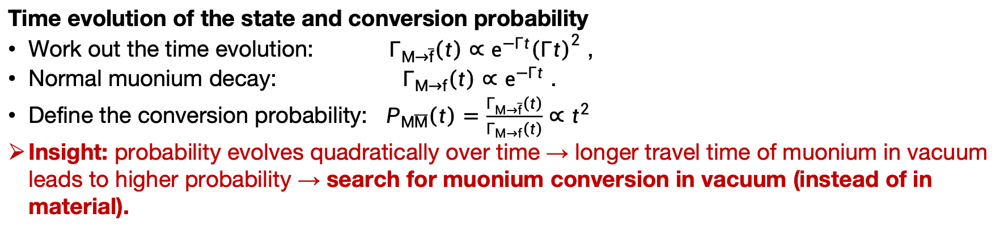 Time evolution of the state and conversion probability
• Work out the time evolution: Γ_{M→f̄}(t) ∝ e^{−Γt}(Γt)² ,
• Normal muonium decay: Γ_{M→f}(t) ∝ e^{−Γt} .
• Define the conversion probability: P_{MM̅}(t) = Γ_{M→f̄}(t) / Γ_{M→f}(t) ∝ t²
➢ Insight: probability evolves quadratically over time → longer travel time of muonium in vacuum
leads to higher probability → search for muonium conversion in vacuum (instead of in
material).